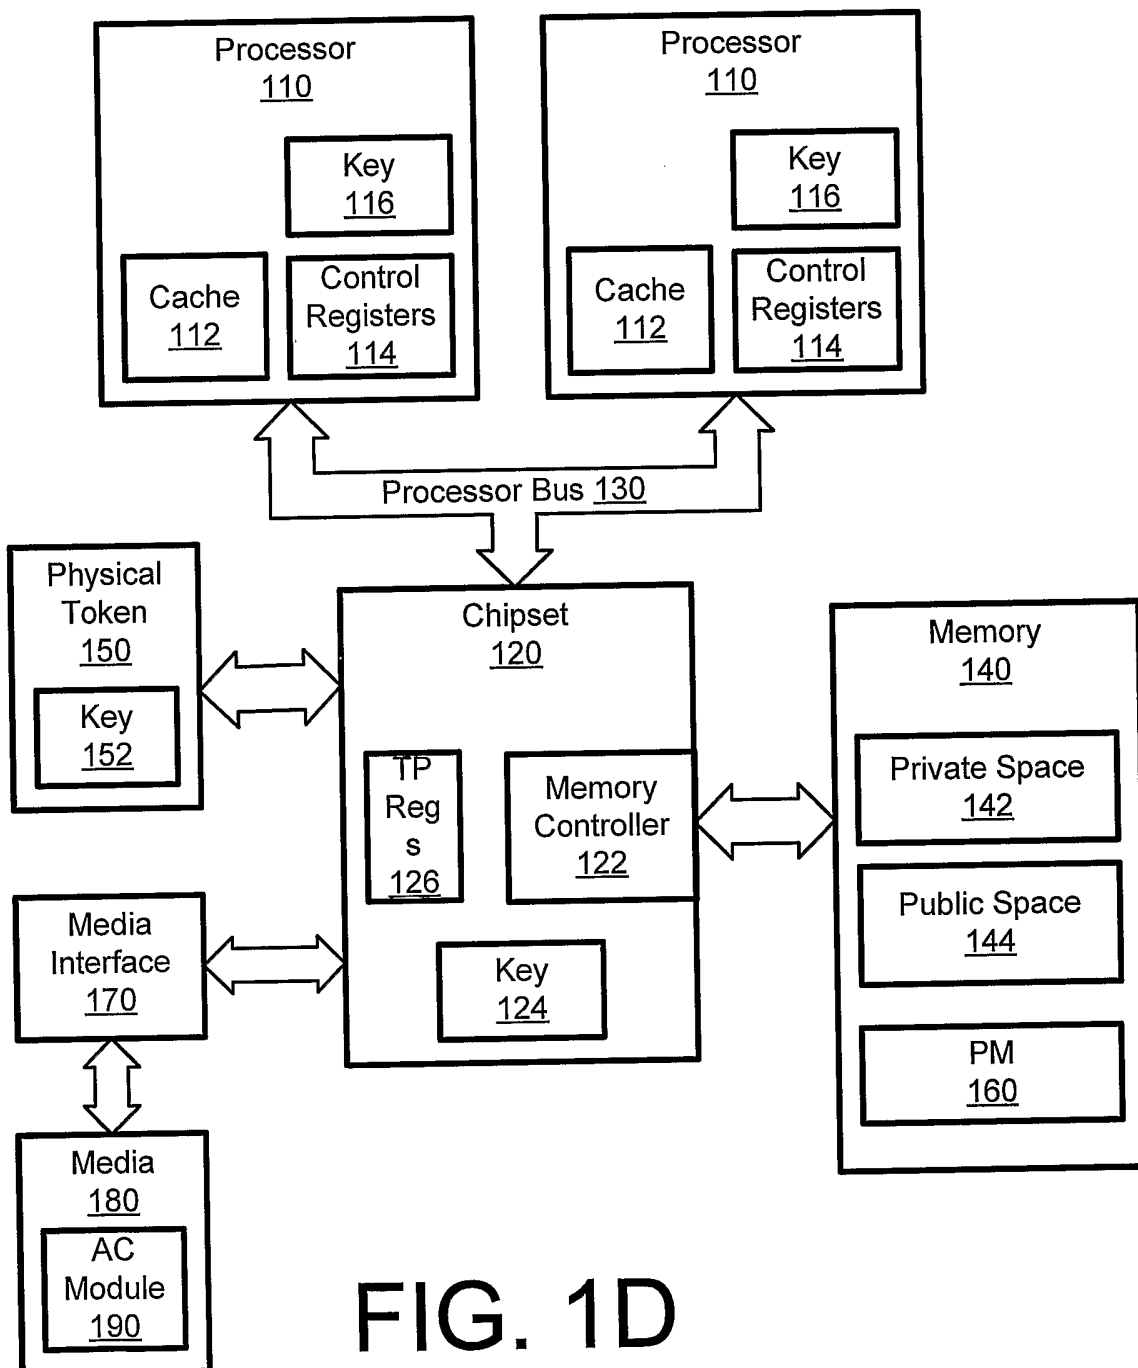 Processor
110
Key
116
Cache
112
Control
Registers
114
Processor
110
Key
116
Cache
112
Control
Registers
114
Processor Bus 130
Physical
Token
150
Key
152
Chipset
120
TP
Reg
s
126
Memory
Controller
122
Key
124
Memory
140
Private Space
142
Public Space
144
PM
160
Media
Interface
170
Media
180
AC
Module
190
FIG. 1D